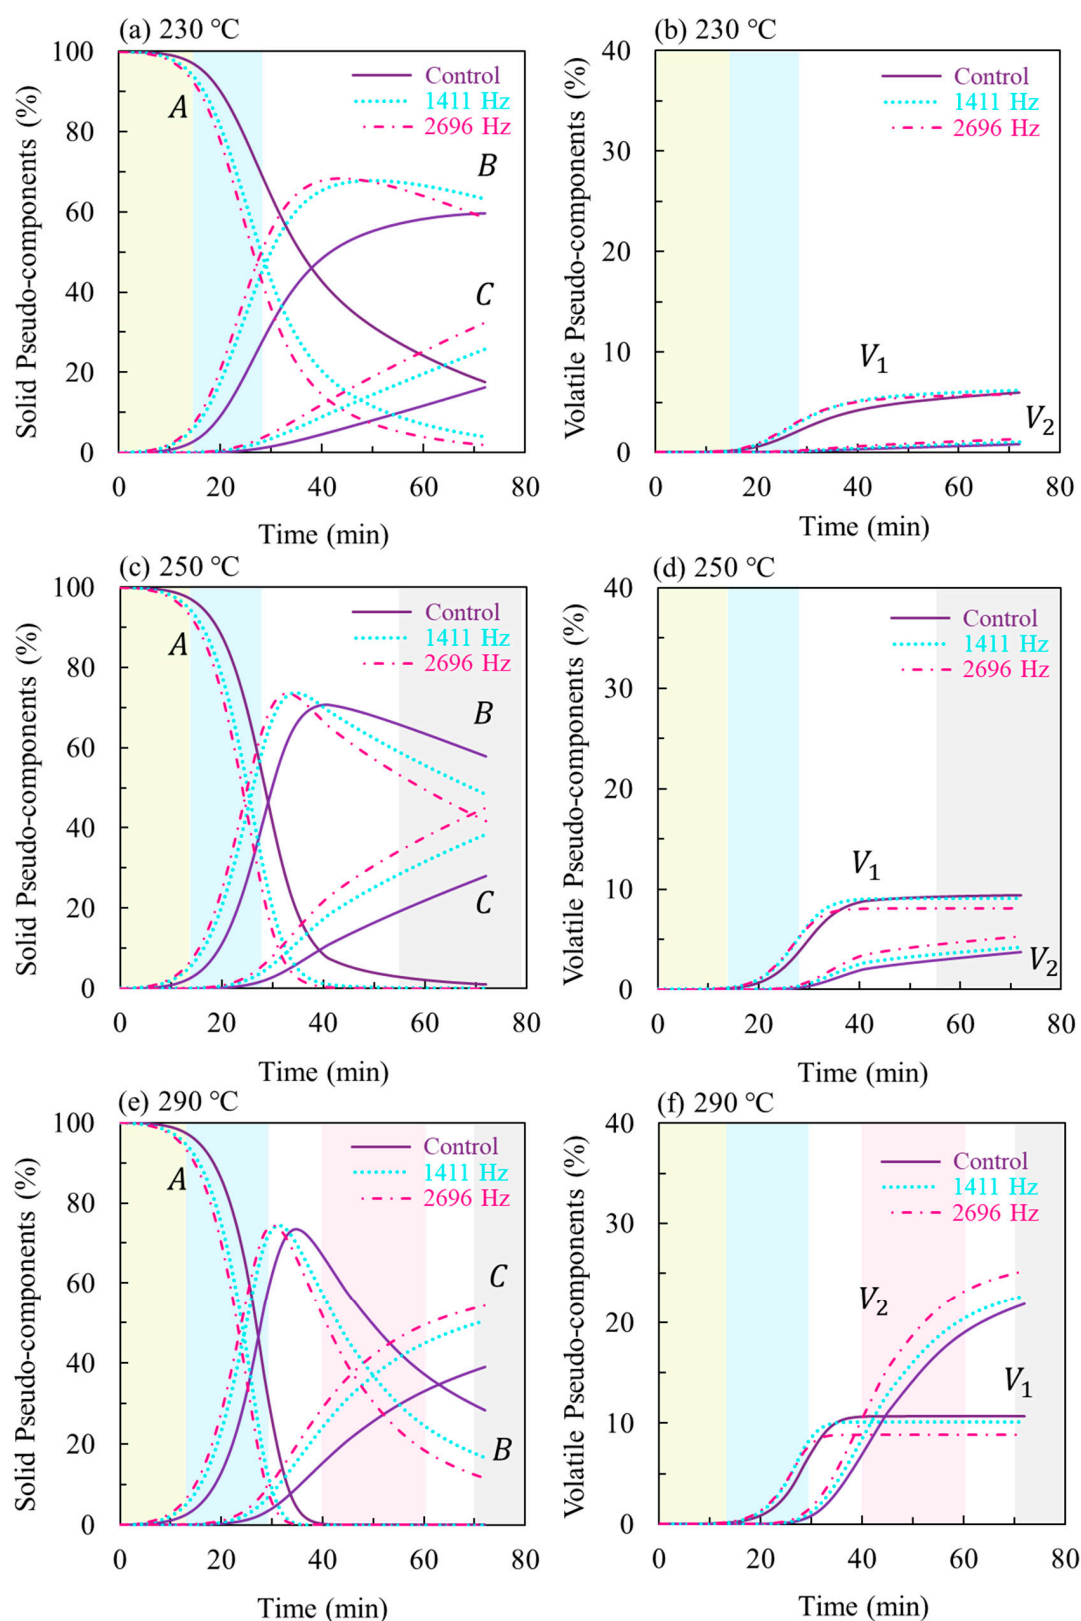 (a) 230 °C
Solid Pseudo-components (%)
100
80
60
40
20
0
Control
1411 Hz
2696 Hz
A
B
C
0 20 40 60 80
Time (min)
(b) 230 °C
Volatile Pseudo-components (%)
40
30
20
10
0
Control
1411 Hz
2696 Hz
V1
V2
0 20 40 60 80
Time (min)
(c) 250 °C
Solid Pseudo-components (%)
100
80
60
40
20
0
Control
1411 Hz
2696 Hz
A
B
C
0 20 40 60 80
Time (min)
(d) 250 °C
Volatile Pseudo-components (%)
40
30
20
10
0
Control
1411 Hz
2696 Hz
V1
V2
0 20 40 60 80
Time (min)
(e) 290 °C
Solid Pseudo-components (%)
100
80
60
40
20
0
Control
1411 Hz
2696 Hz
A
C
B
0 20 40 60 80
Time (min)
(f) 290 °C
Volatile Pseudo-components (%)
40
30
20
10
0
Control
1411 Hz
2696 Hz
V2
V1
0 20 40 60 80
Time (min)